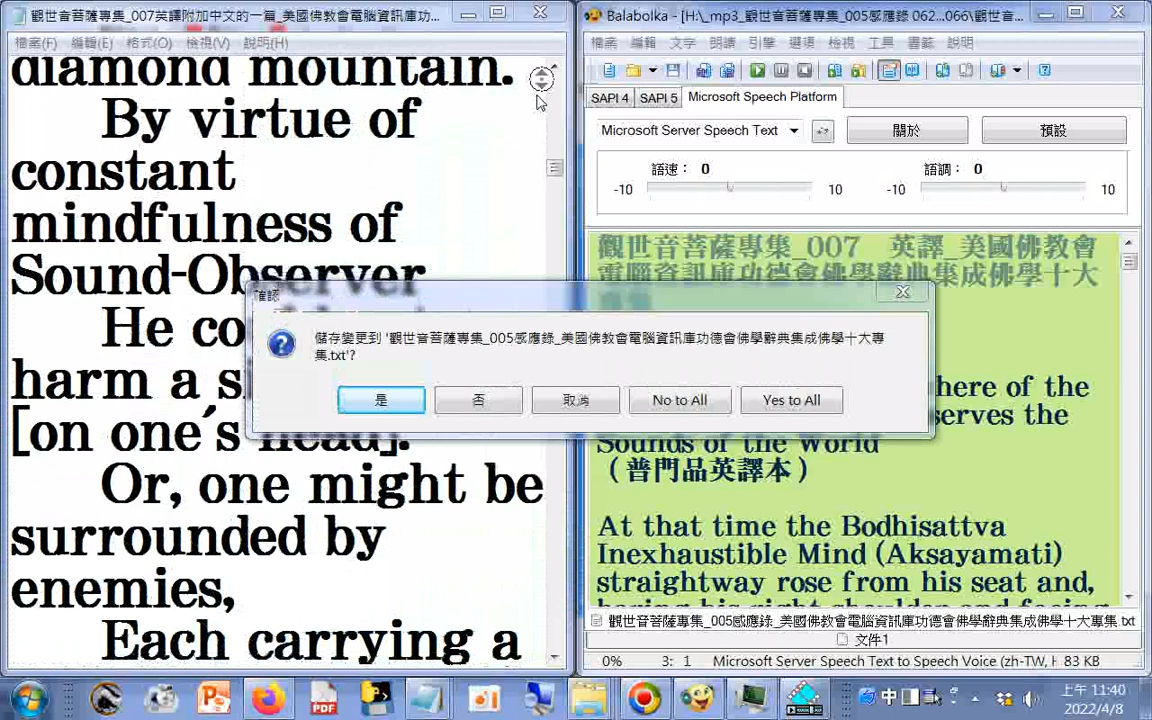 觀世音菩薩專集_007英譯附加中文的一篇_美國佛教會電腦資訊庫功...
檔案(F) 編輯(E) 格式(O) 檢視(V) 說明(H)
diamond mountain.
By virtue of
constant
mindfulness of
Sound-Observer
He co
harm a s
[on one's head].
Or, one might be
surrounded by
enemies,
Each carrying a
Balabolka - [H:\_mp3_觀世音菩薩專集_005感應錄 062...066\觀世音...
檔案 編輯 文字 朗讀 引擎 選項 檢視 工具 書籤 說明
SAPI 4 SAPI 5 Microsoft Speech Platform
Microsoft Server Speech Text 關於 預設
語速： 0 語調： 0
-10 10 -10 10
觀世音菩薩專集_007 英譯_美國佛教會
電腦資訊庫功德會佛學辭典集成佛學十大
確認
儲存變更到 '觀世音菩薩專集_005感應錄_美國佛教會電腦資訊庫功德會佛學辭典集成佛學十大專
集.txt'?
是 否 取消 No to All Yes to All
here of the
serves the
Sounds of the World
（普門品英譯本）
At that time the Bodhisattva
Inexhaustible Mind (Aksayamati)
straightway rose from his seat and,
baring his right shoulder and facing
觀世音菩薩專集_005感應錄_美國佛教會電腦資訊庫功德會佛學辭典集成佛學十大專集.txt
文件1
0% 3: 1 Microsoft Server Speech Text to Speech Voice (zh-TW, H 83 KB
中
上午 11:40
2022/4/8